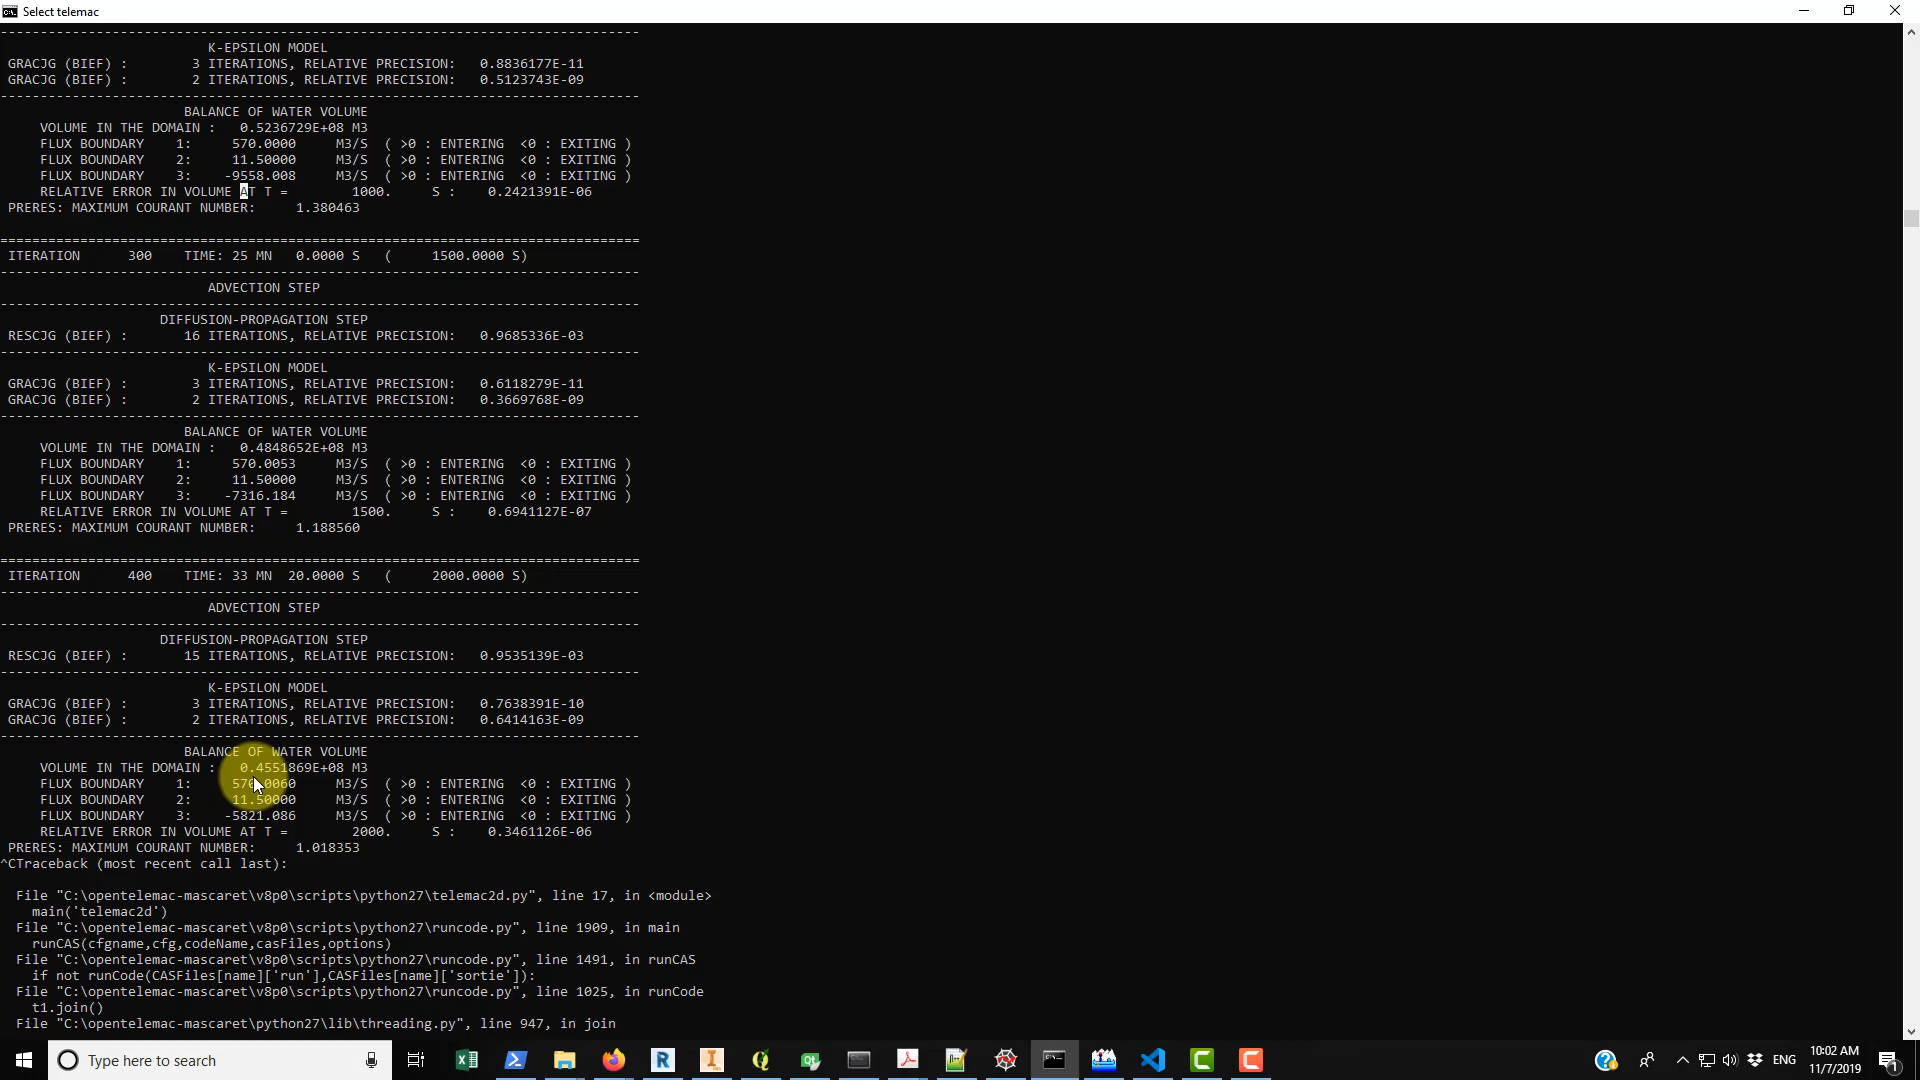 Select telemac
--------------------------------------------------------------------------------
K-EPSILON MODEL
GRACJG (BIEF) :        3 ITERATIONS, RELATIVE PRECISION:   0.8836177E-11
GRACJG (BIEF) :        2 ITERATIONS, RELATIVE PRECISION:   0.5123743E-09
--------------------------------------------------------------------------------
BALANCE OF WATER VOLUME
VOLUME IN THE DOMAIN :   0.5236729E+08 M3
FLUX BOUNDARY    1:     570.0000     M3/S  ( >0 : ENTERING  <0 : EXITING )
FLUX BOUNDARY    2:     11.50000     M3/S  ( >0 : ENTERING  <0 : EXITING )
FLUX BOUNDARY    3:    -9558.008     M3/S  ( >0 : ENTERING  <0 : EXITING )
RELATIVE ERROR IN VOLUME AT T =        1000.     S :    0.2421391E-06
PRERES: MAXIMUM COURANT NUMBER:     1.380463
================================================================================
ITERATION      300    TIME: 25 MN   0.0000 S   (     1500.0000 S)
--------------------------------------------------------------------------------
ADVECTION STEP
--------------------------------------------------------------------------------
DIFFUSION-PROPAGATION STEP
RESCJG (BIEF) :       16 ITERATIONS, RELATIVE PRECISION:   0.9685336E-03
--------------------------------------------------------------------------------
K-EPSILON MODEL
GRACJG (BIEF) :        3 ITERATIONS, RELATIVE PRECISION:   0.6118279E-11
GRACJG (BIEF) :        2 ITERATIONS, RELATIVE PRECISION:   0.3669768E-09
--------------------------------------------------------------------------------
BALANCE OF WATER VOLUME
VOLUME IN THE DOMAIN :   0.4848652E+08 M3
FLUX BOUNDARY    1:     570.0053     M3/S  ( >0 : ENTERING  <0 : EXITING )
FLUX BOUNDARY    2:     11.50000     M3/S  ( >0 : ENTERING  <0 : EXITING )
FLUX BOUNDARY    3:    -7316.184     M3/S  ( >0 : ENTERING  <0 : EXITING )
RELATIVE ERROR IN VOLUME AT T =        1500.     S :    0.6941127E-07
PRERES: MAXIMUM COURANT NUMBER:     1.188560
================================================================================
ITERATION      400    TIME: 33 MN  20.0000 S   (     2000.0000 S)
--------------------------------------------------------------------------------
ADVECTION STEP
--------------------------------------------------------------------------------
DIFFUSION-PROPAGATION STEP
RESCJG (BIEF) :       15 ITERATIONS, RELATIVE PRECISION:   0.9535139E-03
--------------------------------------------------------------------------------
K-EPSILON MODEL
GRACJG (BIEF) :        3 ITERATIONS, RELATIVE PRECISION:   0.7638391E-10
GRACJG (BIEF) :        2 ITERATIONS, RELATIVE PRECISION:   0.6414163E-09
--------------------------------------------------------------------------------
BALANCE OF WATER VOLUME
VOLUME IN THE DOMAIN :   0.4551869E+08 M3
FLUX BOUNDARY    1:     570.0060     M3/S  ( >0 : ENTERING  <0 : EXITING )
FLUX BOUNDARY    2:     11.50000     M3/S  ( >0 : ENTERING  <0 : EXITING )
FLUX BOUNDARY    3:    -5821.086     M3/S  ( >0 : ENTERING  <0 : EXITING )
RELATIVE ERROR IN VOLUME AT T =        2000.     S :    0.3461126E-06
PRERES: MAXIMUM COURANT NUMBER:     1.018353
^CTraceback (most recent call last):
File "C:\opentelemac-mascaret\v8p0\scripts\python27\telemac2d.py", line 17, in <module>
main('telemac2d')
File "C:\opentelemac-mascaret\v8p0\scripts\python27\runcode.py", line 1909, in main
runCAS(cfgname,cfg,codeName,casFiles,options)
File "C:\opentelemac-mascaret\v8p0\scripts\python27\runcode.py", line 1491, in runCAS
if not runCode(CASFiles[name]['run'],CASFiles[name]['sortie']):
File "C:\opentelemac-mascaret\v8p0\scripts\python27\runcode.py", line 1025, in runCode
t1.join()
File "C:\opentelemac-mascaret\python27\lib\threading.py", line 947, in join
Type here to search
ENG
10:02 AM
11/7/2019